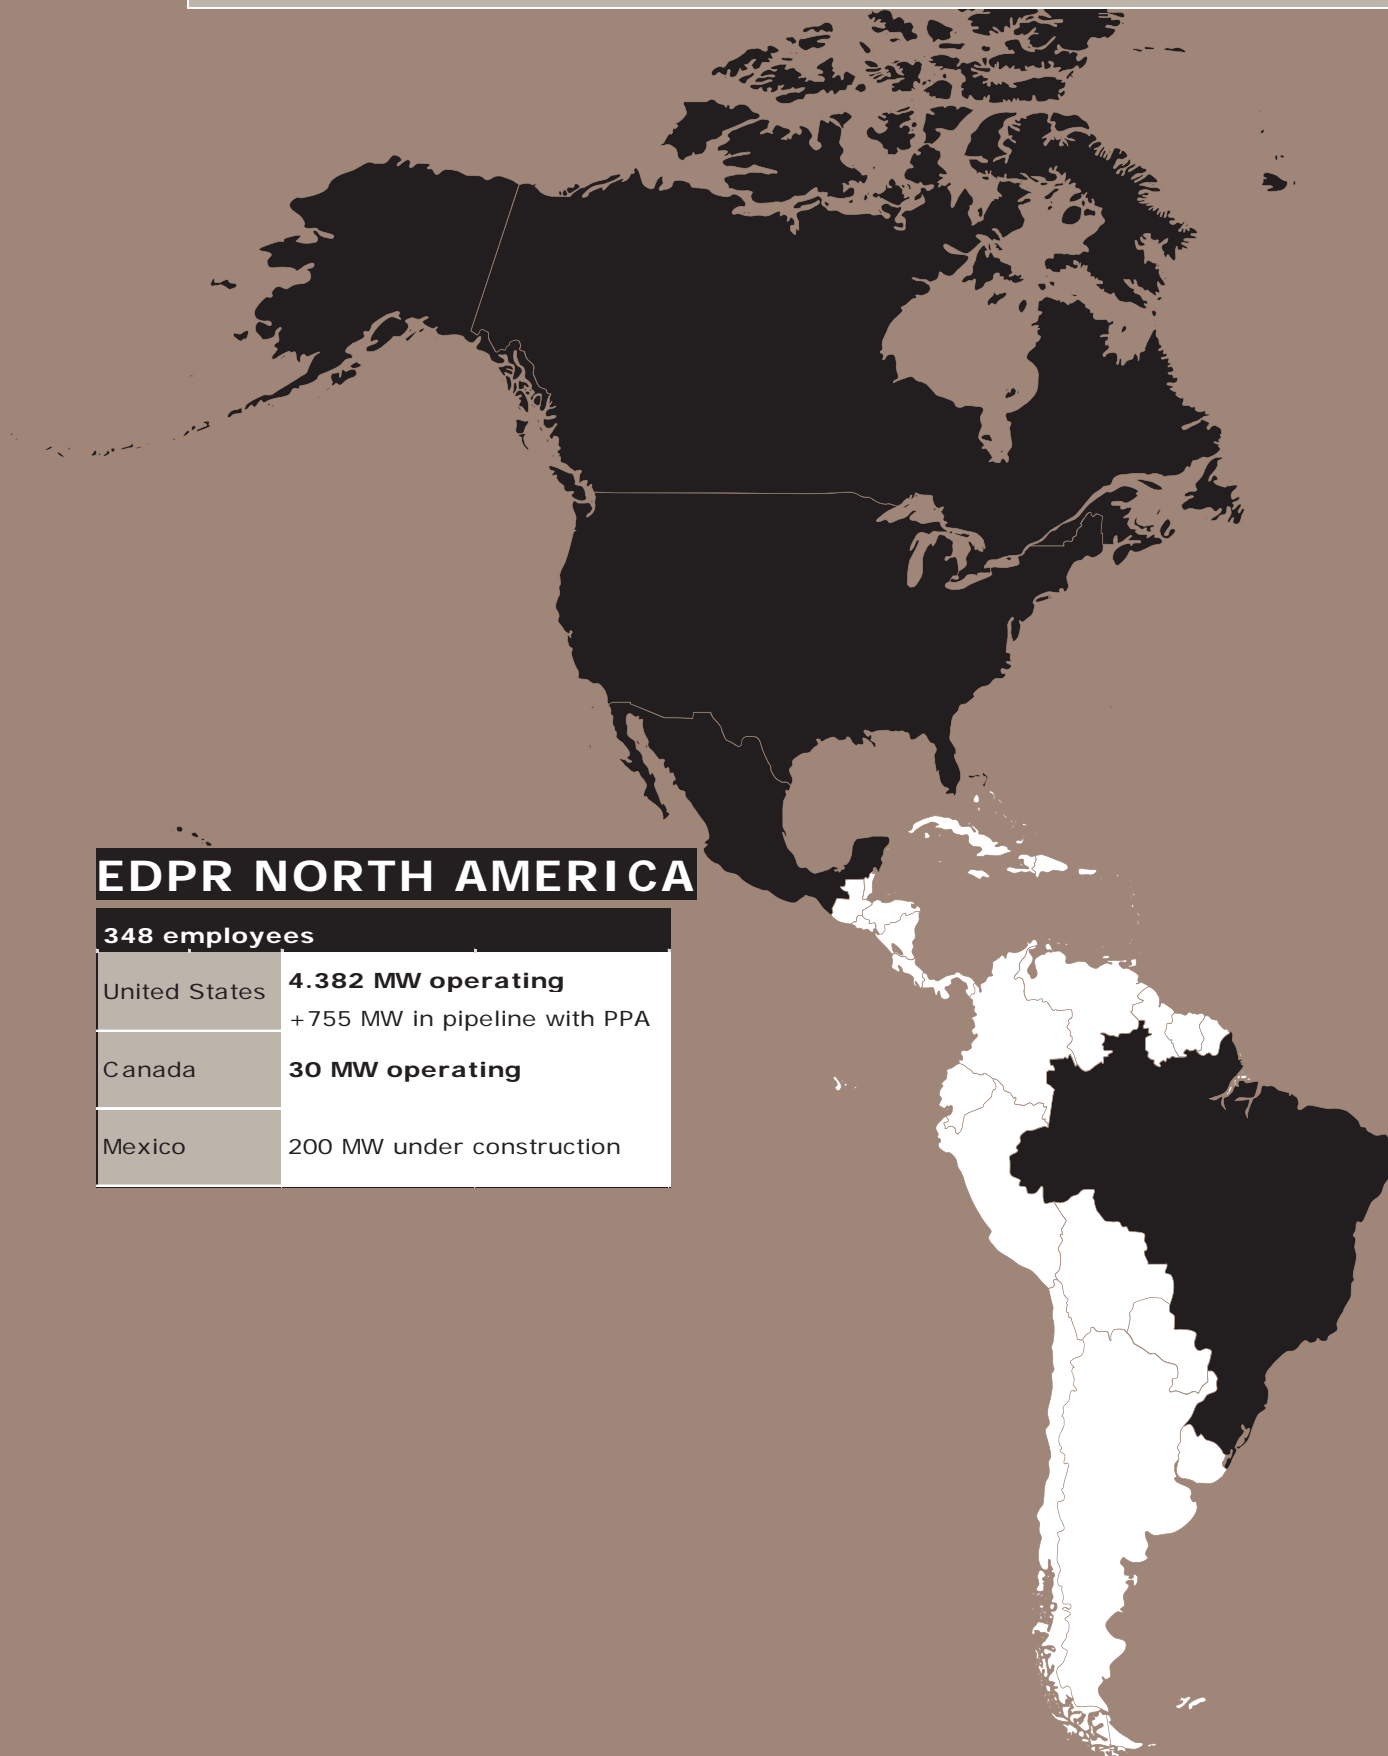 EDPR NORTH AMERICA
348 employees
United States
4.382 MW operating
+755 MW in pipeline with PPA
Canada
30 MW operating
Mexico
200 MW under construction